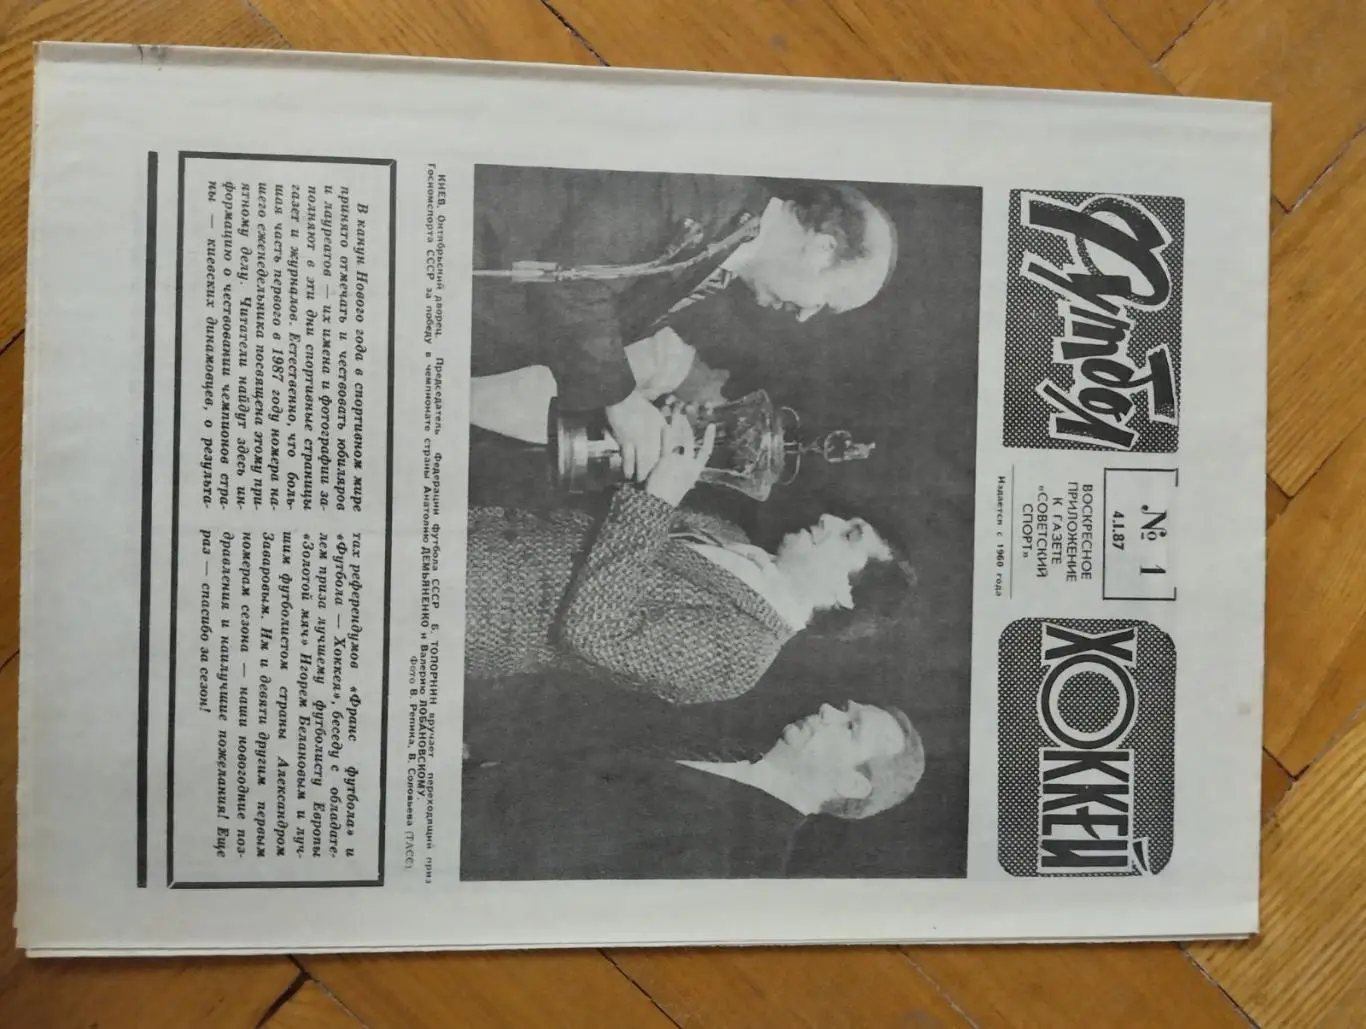 Футбол
№ 1
4.1.87
ВОСКРЕСНОЕ
ПРИЛОЖЕНИЕ
К ГАЗЕТЕ
«СОВЕТСКИЙ
СПОРТ»
Издается с 1960 года
ХОККЕЙ
КИЕВ. Октябрьский дворец. Председатель Федерации футбола СССР Б. ТОПОРНИН вручает переходящий приз
Госкомспорта СССР за победу в чемпионате страны Анатолию ДЕМЬЯНЕНКО и Валерию ЛОБАНОВСКОМУ.
Фото В. Репика, В. Соловьева (ТАСС).
В канун Нового года в спортивном мире
принято отмечать и чествовать юбиляров
и лауреатов — их имена и фотографии за-
полняют в эти дни спортивные страницы
газет и журналов. Естественно, что боль-
шая часть первого в 1987 году номера на-
шего еженедельника посвящена этому при-
ятному делу. Читатели найдут здесь ин-
формацию о чествовании чемпионов стра-
ны — киевских динамовцев, о результа-
тах референдумов «Франс футбола» и
«Футбола — Хоккея», беседу с обладате-
лем приза лучшему футболисту Европы
«Золотой мяч» Игорем Белановым и луч-
шим футболистом страны Александром
Заваровым. Им и девяти другим первым
номерам сезона — наши новогодние поз-
дравления и наилучшие пожелания! Еще
раз — спасибо за сезон!